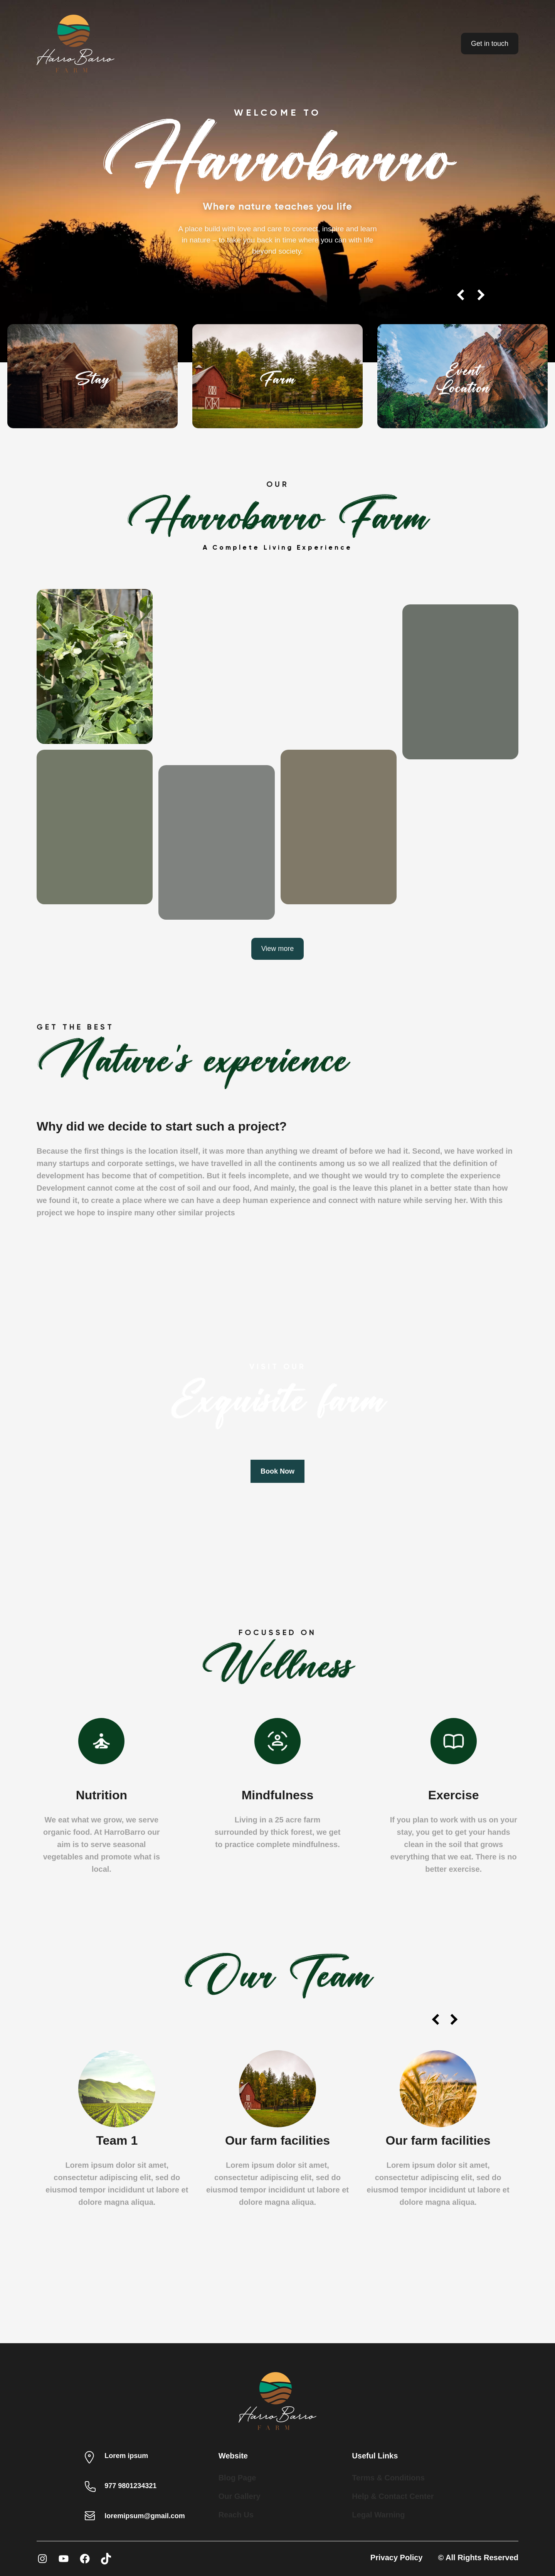 HarroBarro
FARM
Get in touch
WELCOME TO
Harrobarro
Where nature teaches you life
A place build with love and care to connect, inspire and learn
in nature – to take you back in time where you can with life
beyond society.
Stay
Farm
Event
Location
OUR
Harrobarro Farm
A Complete Living Experience
View more
GET THE BEST
Nature's experience
Why did we decide to start such a project?
Because the first things is the location itself, it was more than anything we dreamt of before we had it. Second, we have worked in
many startups and corporate settings, we have travelled in all the continents among us so we all realized that the definition of
development has become that of competition. But it feels incomplete, and we thought we would try to complete the experience
Development cannot come at the cost of soil and our food, And mainly, the goal is the leave this planet in a better state than how
we found it, to create a place where we can have a deep human experience and connect with nature while serving her. With this
project we hope to inspire many other similar projects
VISIT OUR
Exquisite farm
Book Now
FOCUSSED ON
Wellness
Nutrition
We eat what we grow, we serve
organic food. At HarroBarro our
aim is to serve seasonal
vegetables and promote what is
local.
Mindfulness
Living in a 25 acre farm
surrounded by thick forest, we get
to practice complete mindfulness.
Exercise
If you plan to work with us on your
stay, you get to get your hands
clean in the soil that grows
everything that we eat. There is no
better exercise.
Our Team
Team 1
Lorem ipsum dolor sit amet,
consectetur adipiscing elit, sed do
eiusmod tempor incididunt ut labore et
dolore magna aliqua.
Our farm facilities
Lorem ipsum dolor sit amet,
consectetur adipiscing elit, sed do
eiusmod tempor incididunt ut labore et
dolore magna aliqua.
Our farm facilities
Lorem ipsum dolor sit amet,
consectetur adipiscing elit, sed do
eiusmod tempor incididunt ut labore et
dolore magna aliqua.
HarroBarro
FARM
Lorem ipsum
977 9801234321
loremipsum@gmail.com
Website
Blog Page
Our Gallery
Reach Us
Useful Links
Terms & Conditions
Help & Contact Center
Legal Warning
Privacy Policy
© All Rights Reserved